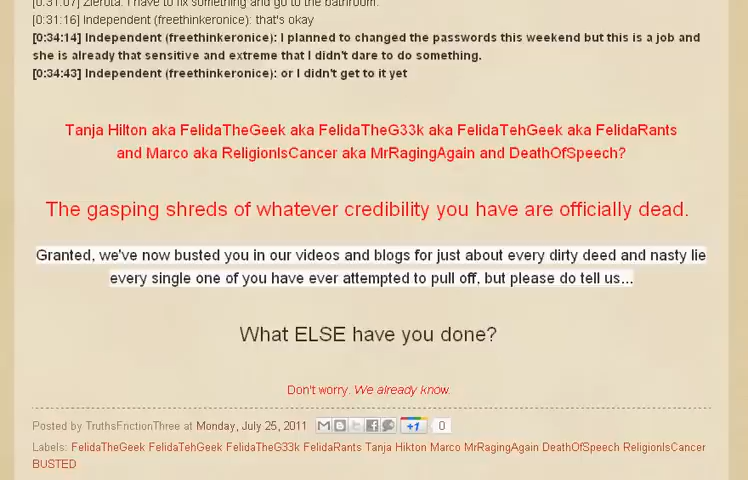 [0:31:07] Zierota: I have to fix something and go to the bathroom.
[0:31:16] Independent (freethinkeronice): that's okay
[0:34:14] Independent (freethinkeronice): I planned to changed the passwords this weekend but this is a job and
she is already that sensitive and extreme that I didn't dare to do something.
[0:34:43] Independent (freethinkeronice): or I didn't get to it yet
Tanja Hilton aka FelidaTheGeek aka FelidaTheG33k aka FelidaTehGeek aka FelidaRants
and Marco aka ReligionIsCancer aka MrRagingAgain and DeathOfSpeech?
The gasping shreds of whatever credibility you have are officially dead.
Granted, we've now busted you in our videos and blogs for just about every dirty deed and nasty lie
every single one of you have ever attempted to pull off, but please do tell us...
What ELSE have you done?
Don't worry. We already know.
Posted by TruthsFrictionThree at Monday, July 25, 2011 +1 0
Labels: FelidaTheGeek FelidaTehGeek FelidaTheG33k FelidaRants Tanja Hikton Marco MrRagingAgain DeathOfSpeech ReligionIsCancer
BUSTED